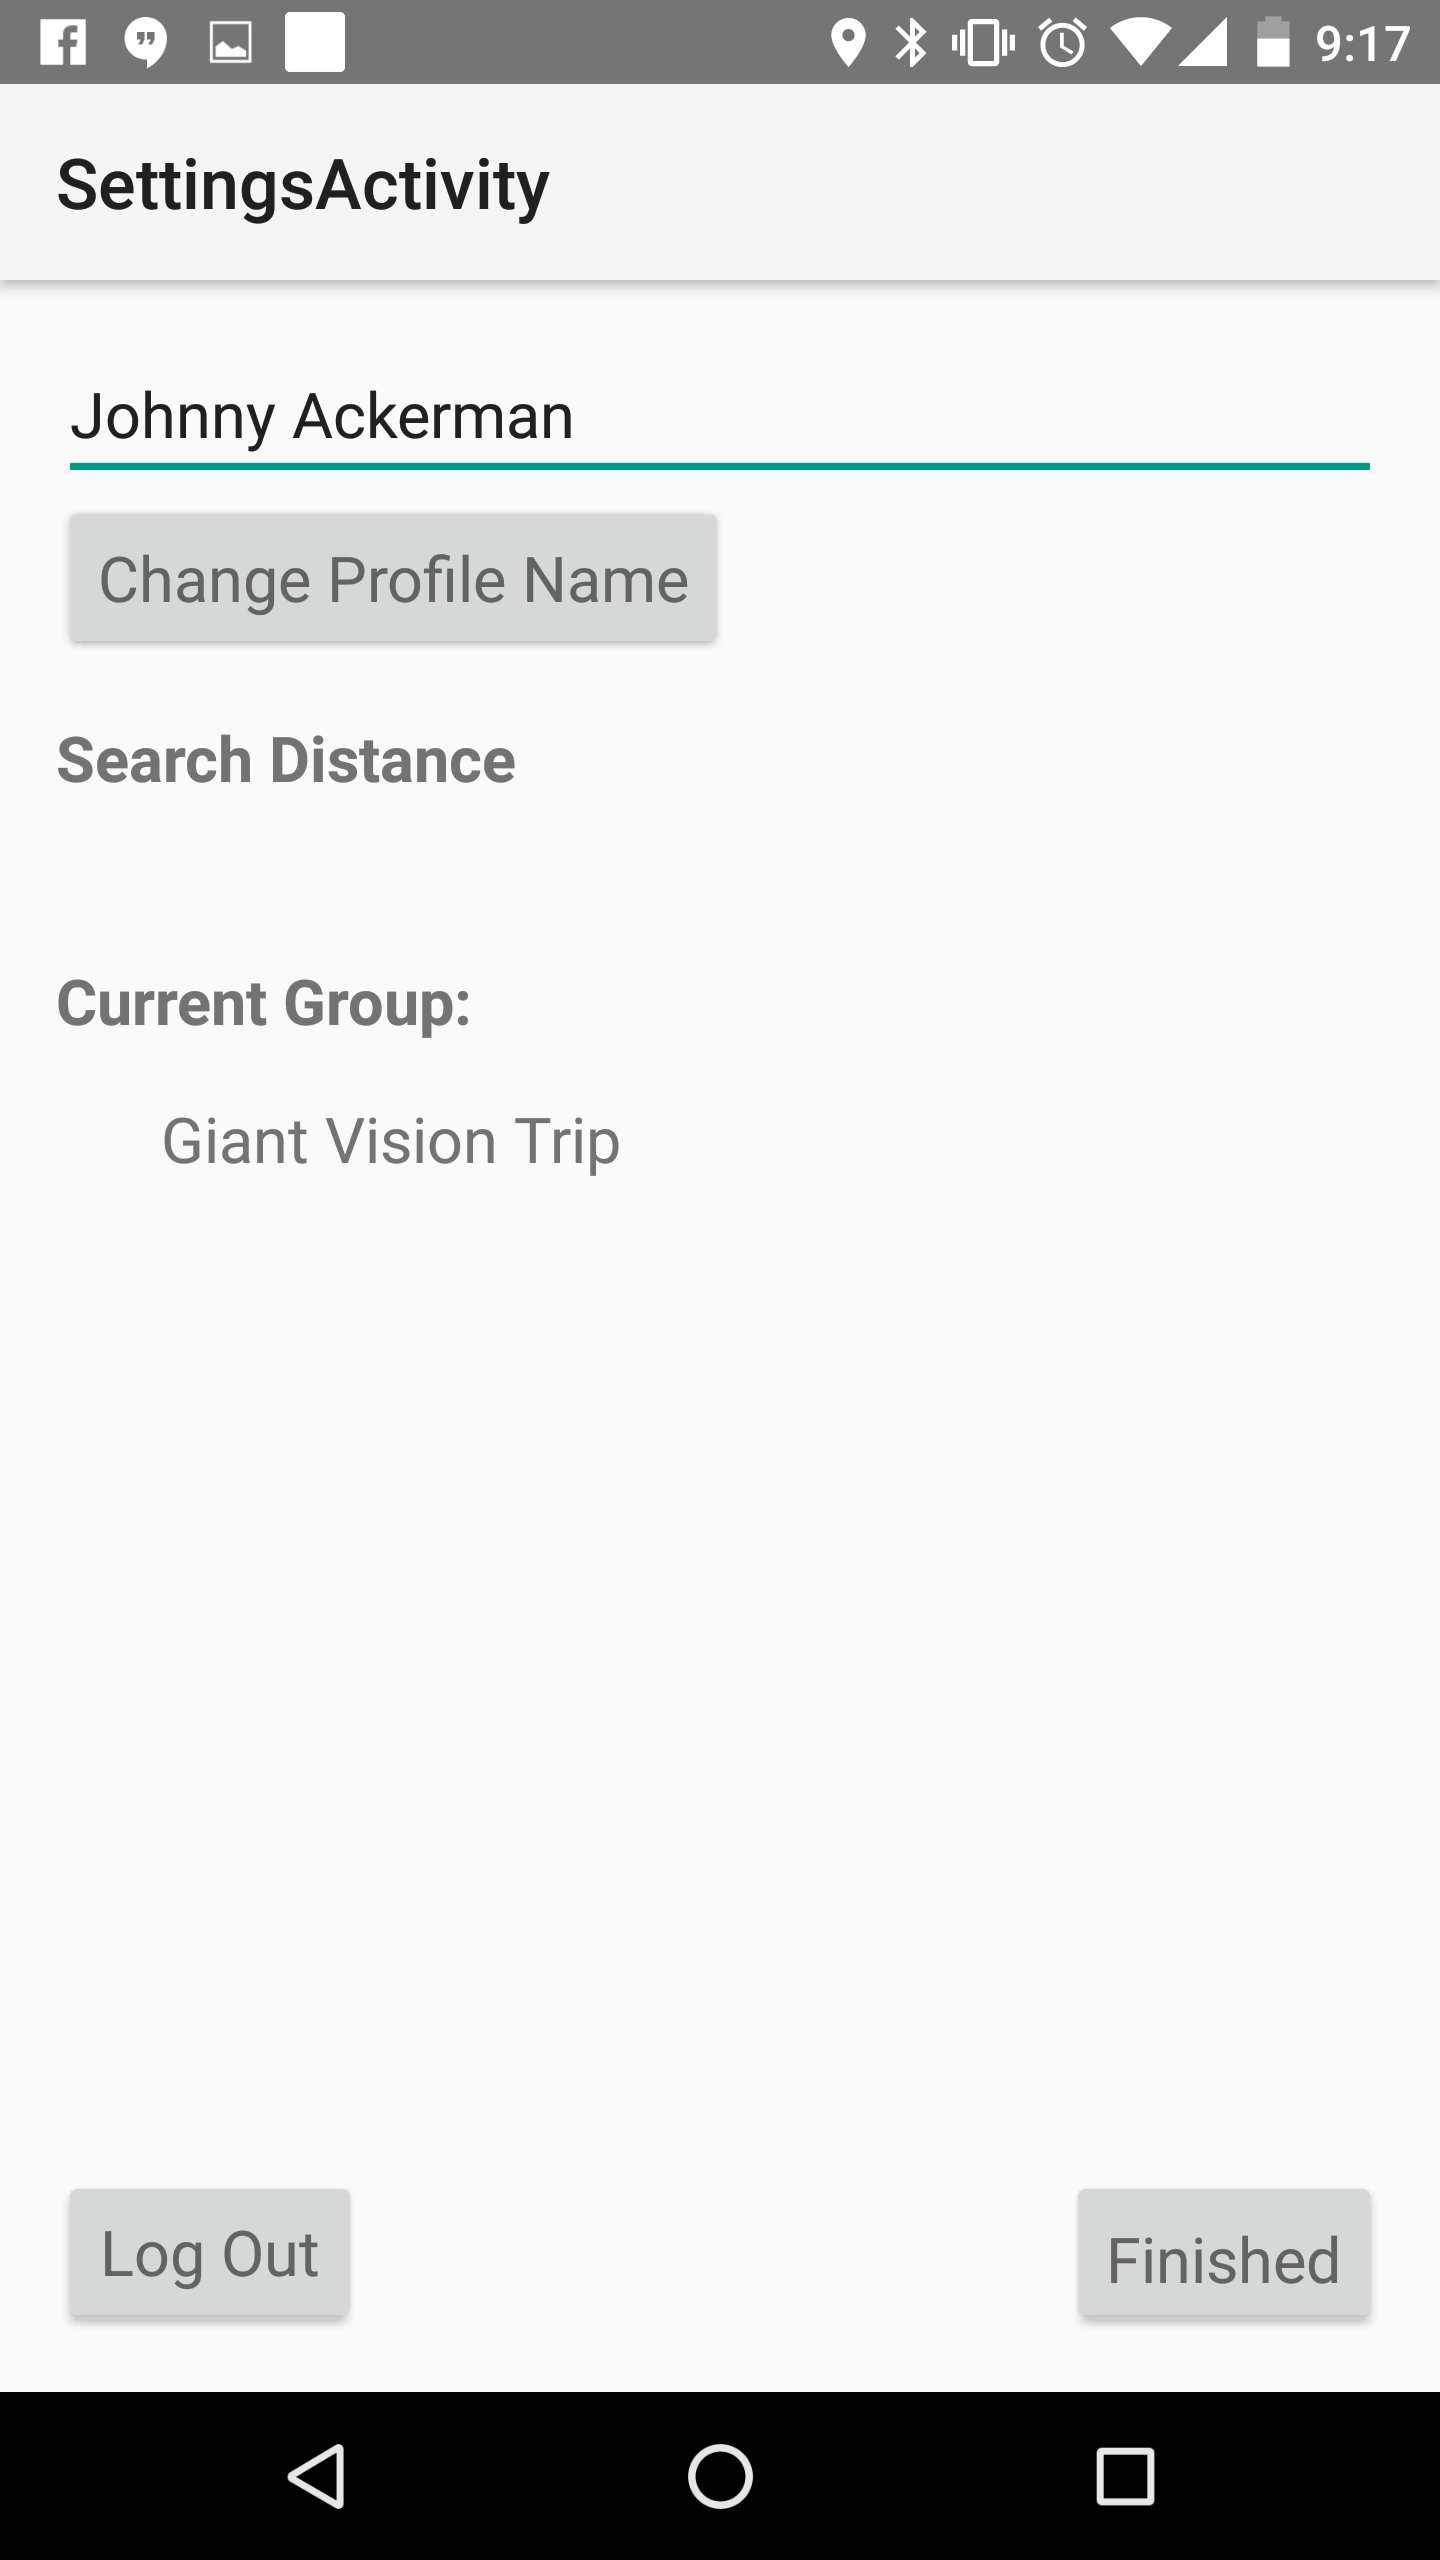 9:17
SettingsActivity
Johnny Ackerman
Change Profile Name
Search Distance
Current Group:
Giant Vision Trip
Log Out
Finished